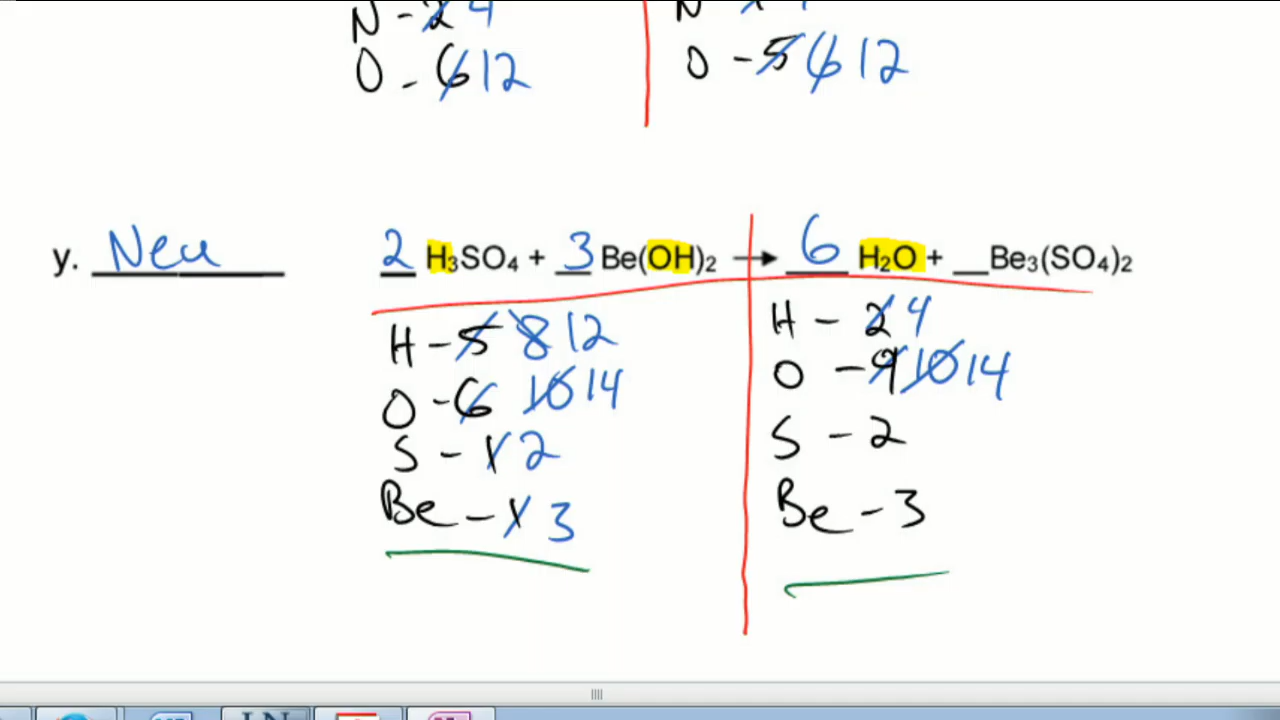 N - 2 4 N
O - 6 12 O - 5 6 12
y. Neu 2 H₃SO₄ + 3 Be(OH)₂ → 6 H₂O + __Be₃(SO₄)₂
H - 5 8 12 H - 2 4
O - 6 10 14 O - 9 10 14
S - 1 2 S - 2
Be - 1 3 Be - 3